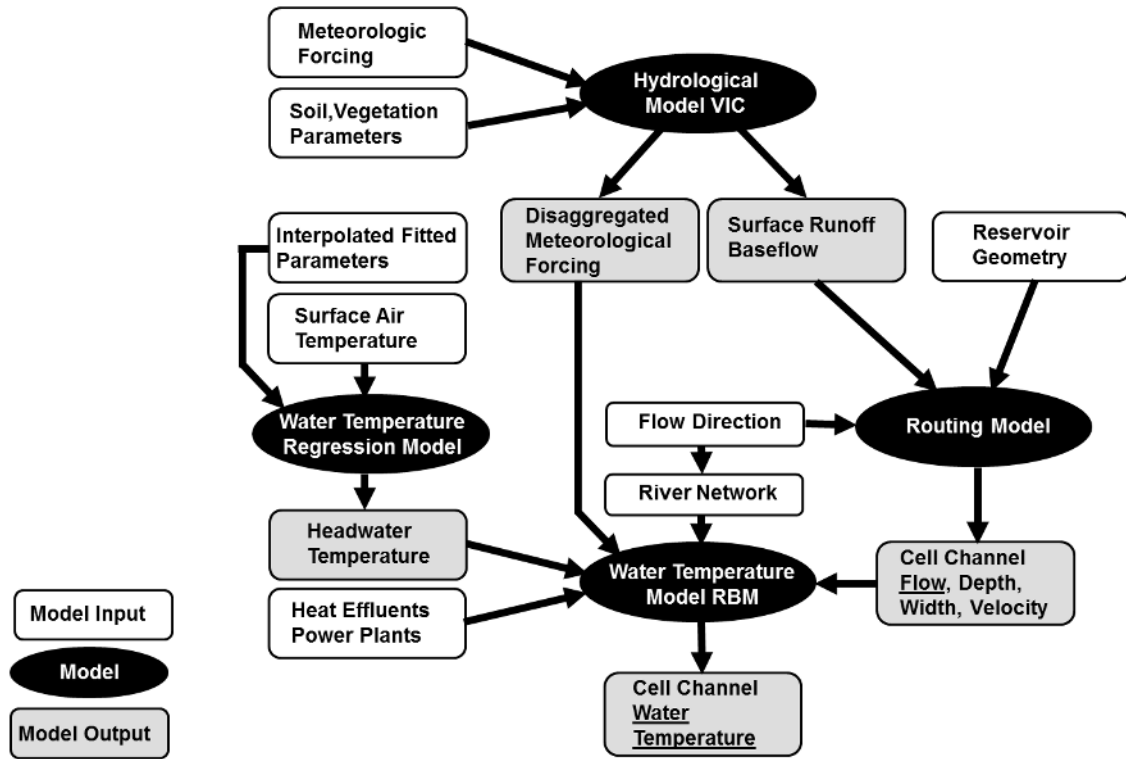 Meteorologic
Forcing
Soil,Vegetation
Parameters
Hydrological
Model VIC
Interpolated Fitted
Parameters
Surface Air
Temperature
Disaggregated
Meteorological
Forcing
Surface Runoff
Baseflow
Reservoir
Geometry
Water Temperature
Regression Model
Flow Direction
Routing Model
River Network
Headwater
Temperature
Heat Effluents
Power Plants
Water Temperature
Model RBM
Cell Channel
Flow, Depth,
Width, Velocity
Cell Channel
Water
Temperature
Model Input
Model
Model Output